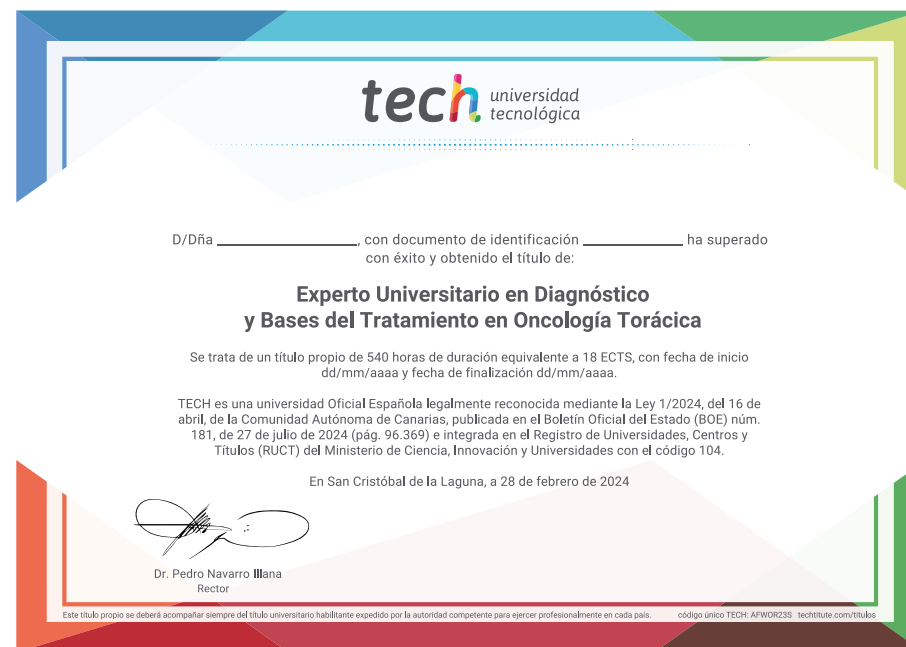 tech universidad
tecnológica
D/Dña ____________, con documento de identificación ____________ ha superado
con éxito y obtenido el título de:
Experto Universitario en Diagnóstico
y Bases del Tratamiento en Oncología Torácica
Se trata de un título propio de 540 horas de duración equivalente a 18 ECTS, con fecha de inicio
dd/mm/aaaa y fecha de finalización dd/mm/aaaa.
TECH es una universidad Oficial Española legalmente reconocida mediante la Ley 1/2024, del 16 de
abril, de la Comunidad Autónoma de Canarias, publicada en el Boletín Oficial del Estado (BOE) núm.
181, de 27 de julio de 2024 (pág. 96.369) e integrada en el Registro de Universidades, Centros y
Títulos (RUCT) del Ministerio de Ciencia, Innovación y Universidades con el código 104.
En San Cristóbal de la Laguna, a 28 de febrero de 2024
Dr. Pedro Navarro Illana
Rector
Este título propio se deberá acompañar siempre del título universitario habilitante expedido por la autoridad competente para ejercer profesionalmente en cada país. código único TECH: AFWOR23S techtitute.com/titulos